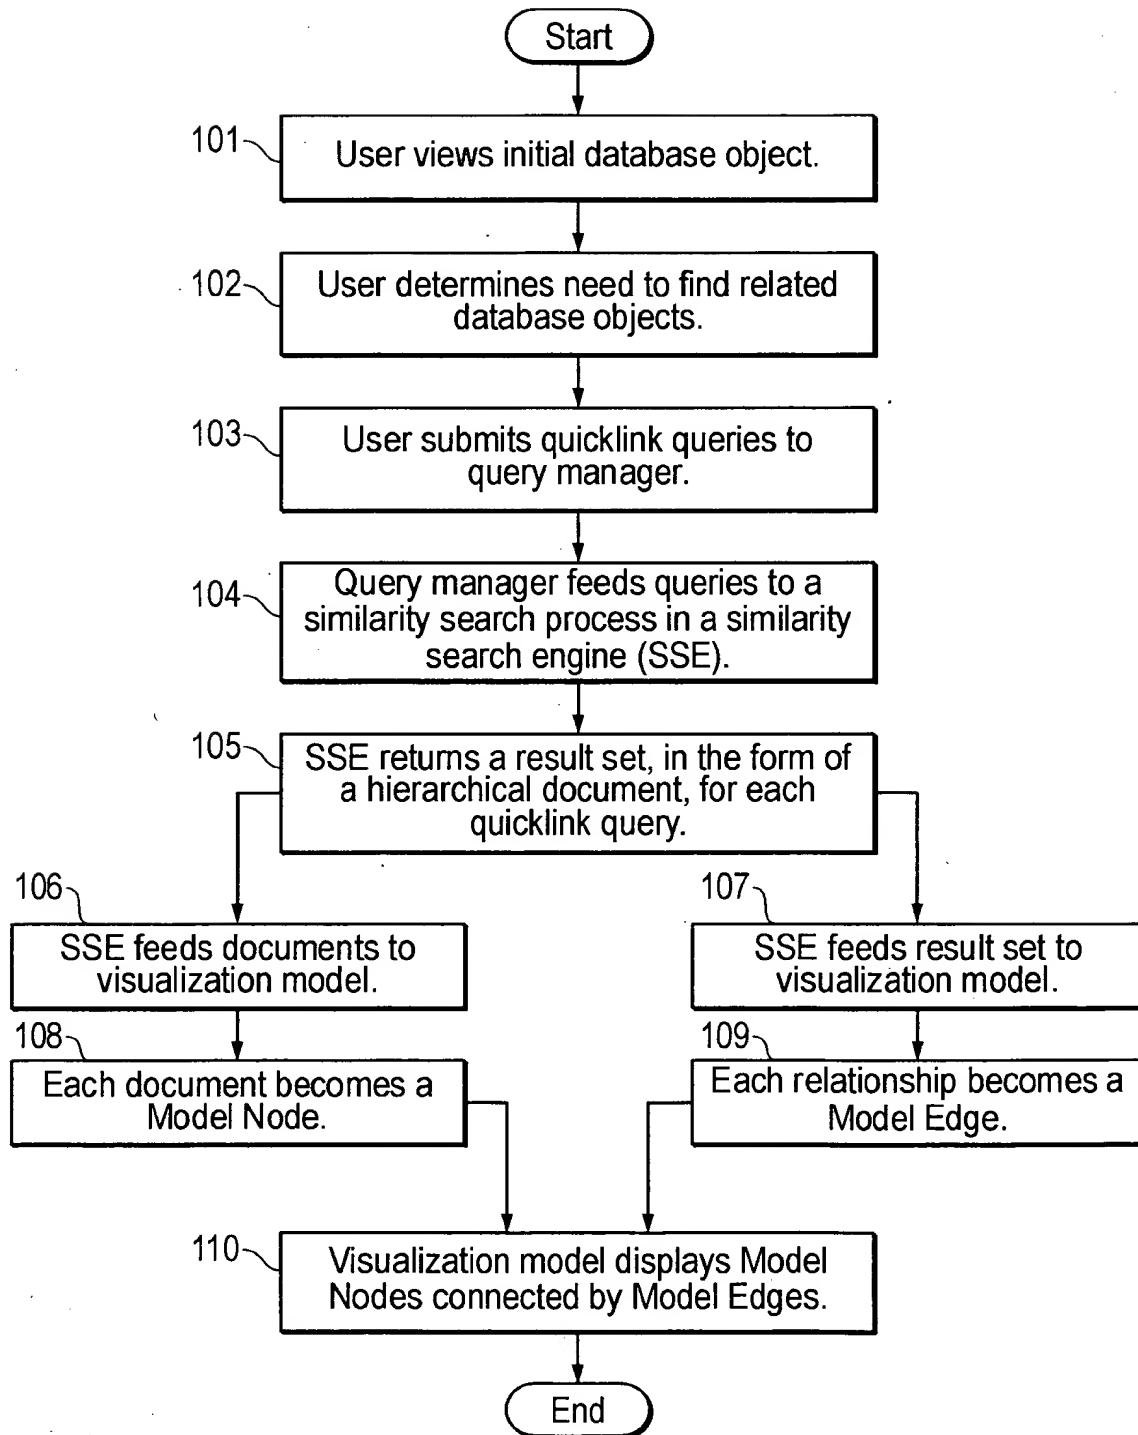 Start
101
User views initial database object.
102
User determines need to find related
database objects.
103
User submits quicklink queries to
query manager.
104
Query manager feeds queries to a
similarity search process in a similarity
search engine (SSE).
105
SSE returns a result set, in the form of
a hierarchical document, for each
quicklink query.
106
SSE feeds documents to
visualization model.
107
SSE feeds result set to
visualization model.
108
Each document becomes a
Model Node.
109
Each relationship becomes a
Model Edge.
110
Visualization model displays Model
Nodes connected by Model Edges.
End